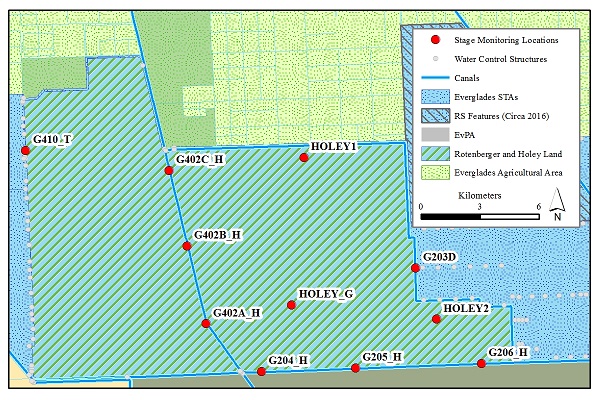 Stage Monitoring Locations
Water Control Structures
Canals
Everglades STAs
RS Features (Circa 2016)
EvPA
Rotenberger and Holey Land
Everglades Agricultural Area
Kilometers
0 3 6
N
G410_T
HOLEY1
G402C_H
G402B_H
G203D
HOLEY_G
HOLEY2
G402A_H
G204_H
G205_H
G206_H